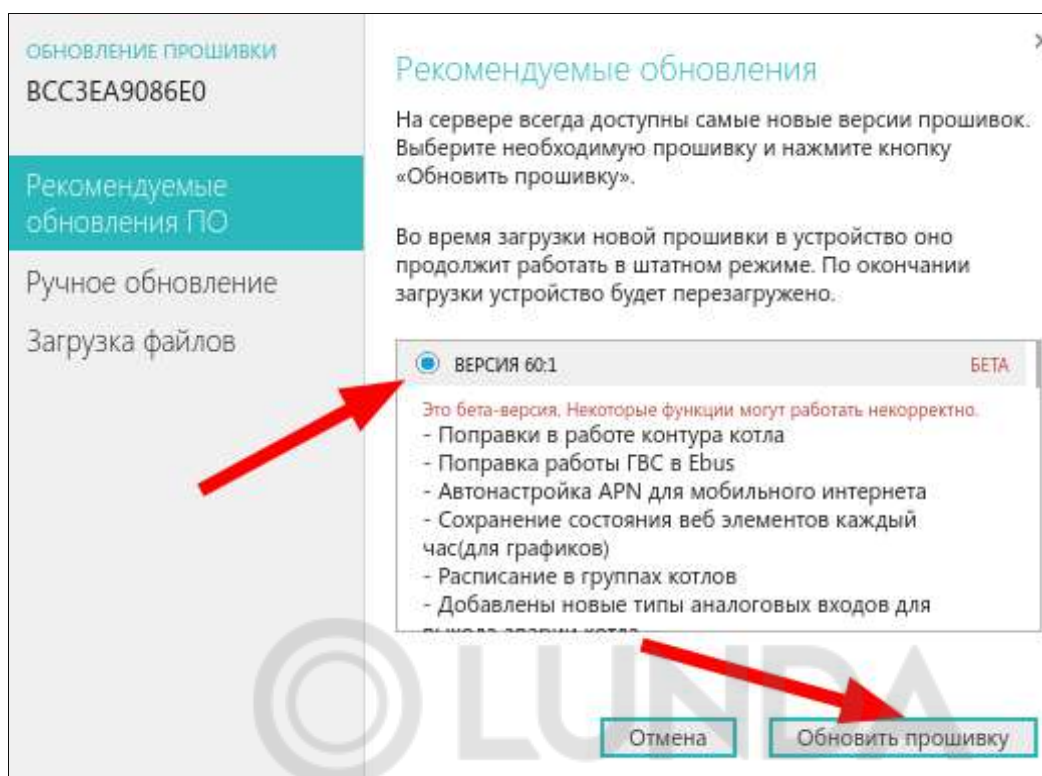 ОБНОВЛЕНИЕ ПРОШИВКИ
BCC3EA9086E0
Рекомендуемые
обновления ПО
Ручное обновление
Загрузка файлов
Рекомендуемые обновления
На сервере всегда доступны самые новые версии прошивок.
Выберите необходимую прошивку и нажмите кнопку
«Обновить прошивку».
Во время загрузки новой прошивки в устройство оно
продолжит работать в штатном режиме. По окончании
загрузки устройство будет перезагружено.
ВЕРСИЯ 60:1 БЕТА
Это бета-версия. Некоторые функции могут работать некорректно.
- Поправки в работе контура котла
- Поправка работы ГВС в Ebus
- Автонастройка APN для мобильного интернета
- Сохранение состояния веб элементов каждый
час(для графиков)
- Расписание в группах котлов
- Добавлены новые типы аналоговых входов для
выхода аварии котла
LUNDA
Отмена Обновить прошивку